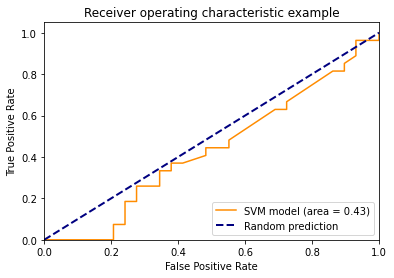 Receiver operating characteristic example
True Positive Rate
1.0
0.8
0.6
0.4
0.2
0.0
SVM model (area = 0.43)
Random prediction
0.0 0.2 0.4 0.6 0.8 1.0
False Positive Rate